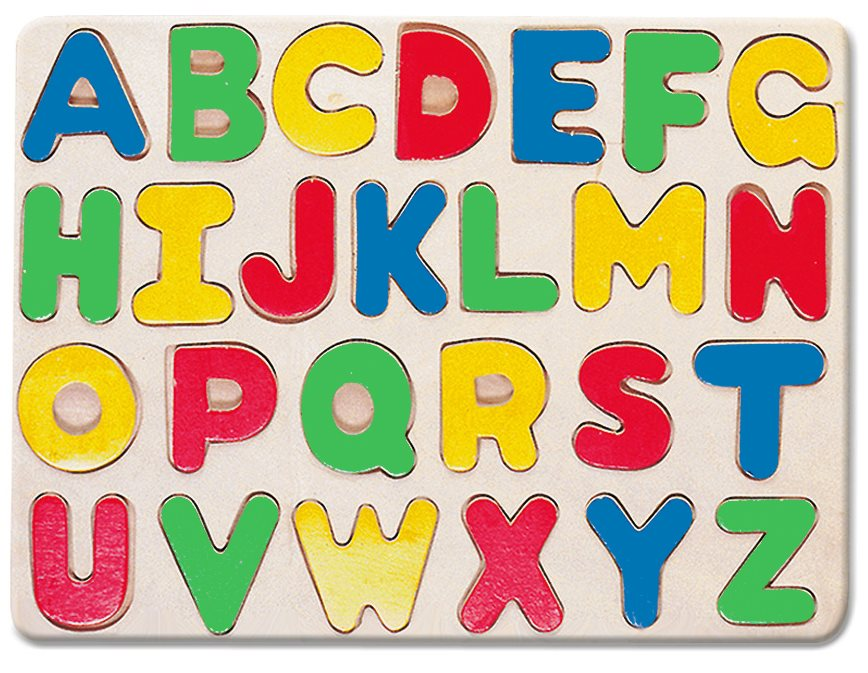 ABCDEFG
HIJKLMN
OPQRST
UVWXYZ